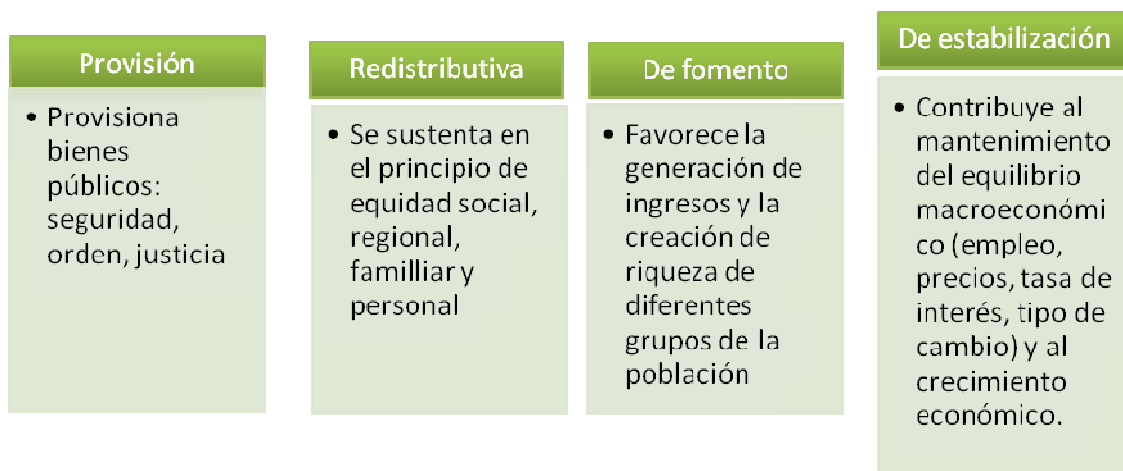 Provisión
• Provisiona
bienes
públicos:
seguridad,
orden, justicia
Redistributiva
• Se sustenta en
el principio de
equidad social,
regional,
familliar y
personal
De fomento
• Favorece la
generación de
ingresos y la
creación de
riqueza de
diferentes
grupos de la
población
De estabilización
• Contribuye al
mantenimiento
del equilibrio
macroeconómi
co (empleo,
precios, tasa de
interés, tipo de
cambio) y al
crecimiento
económico.